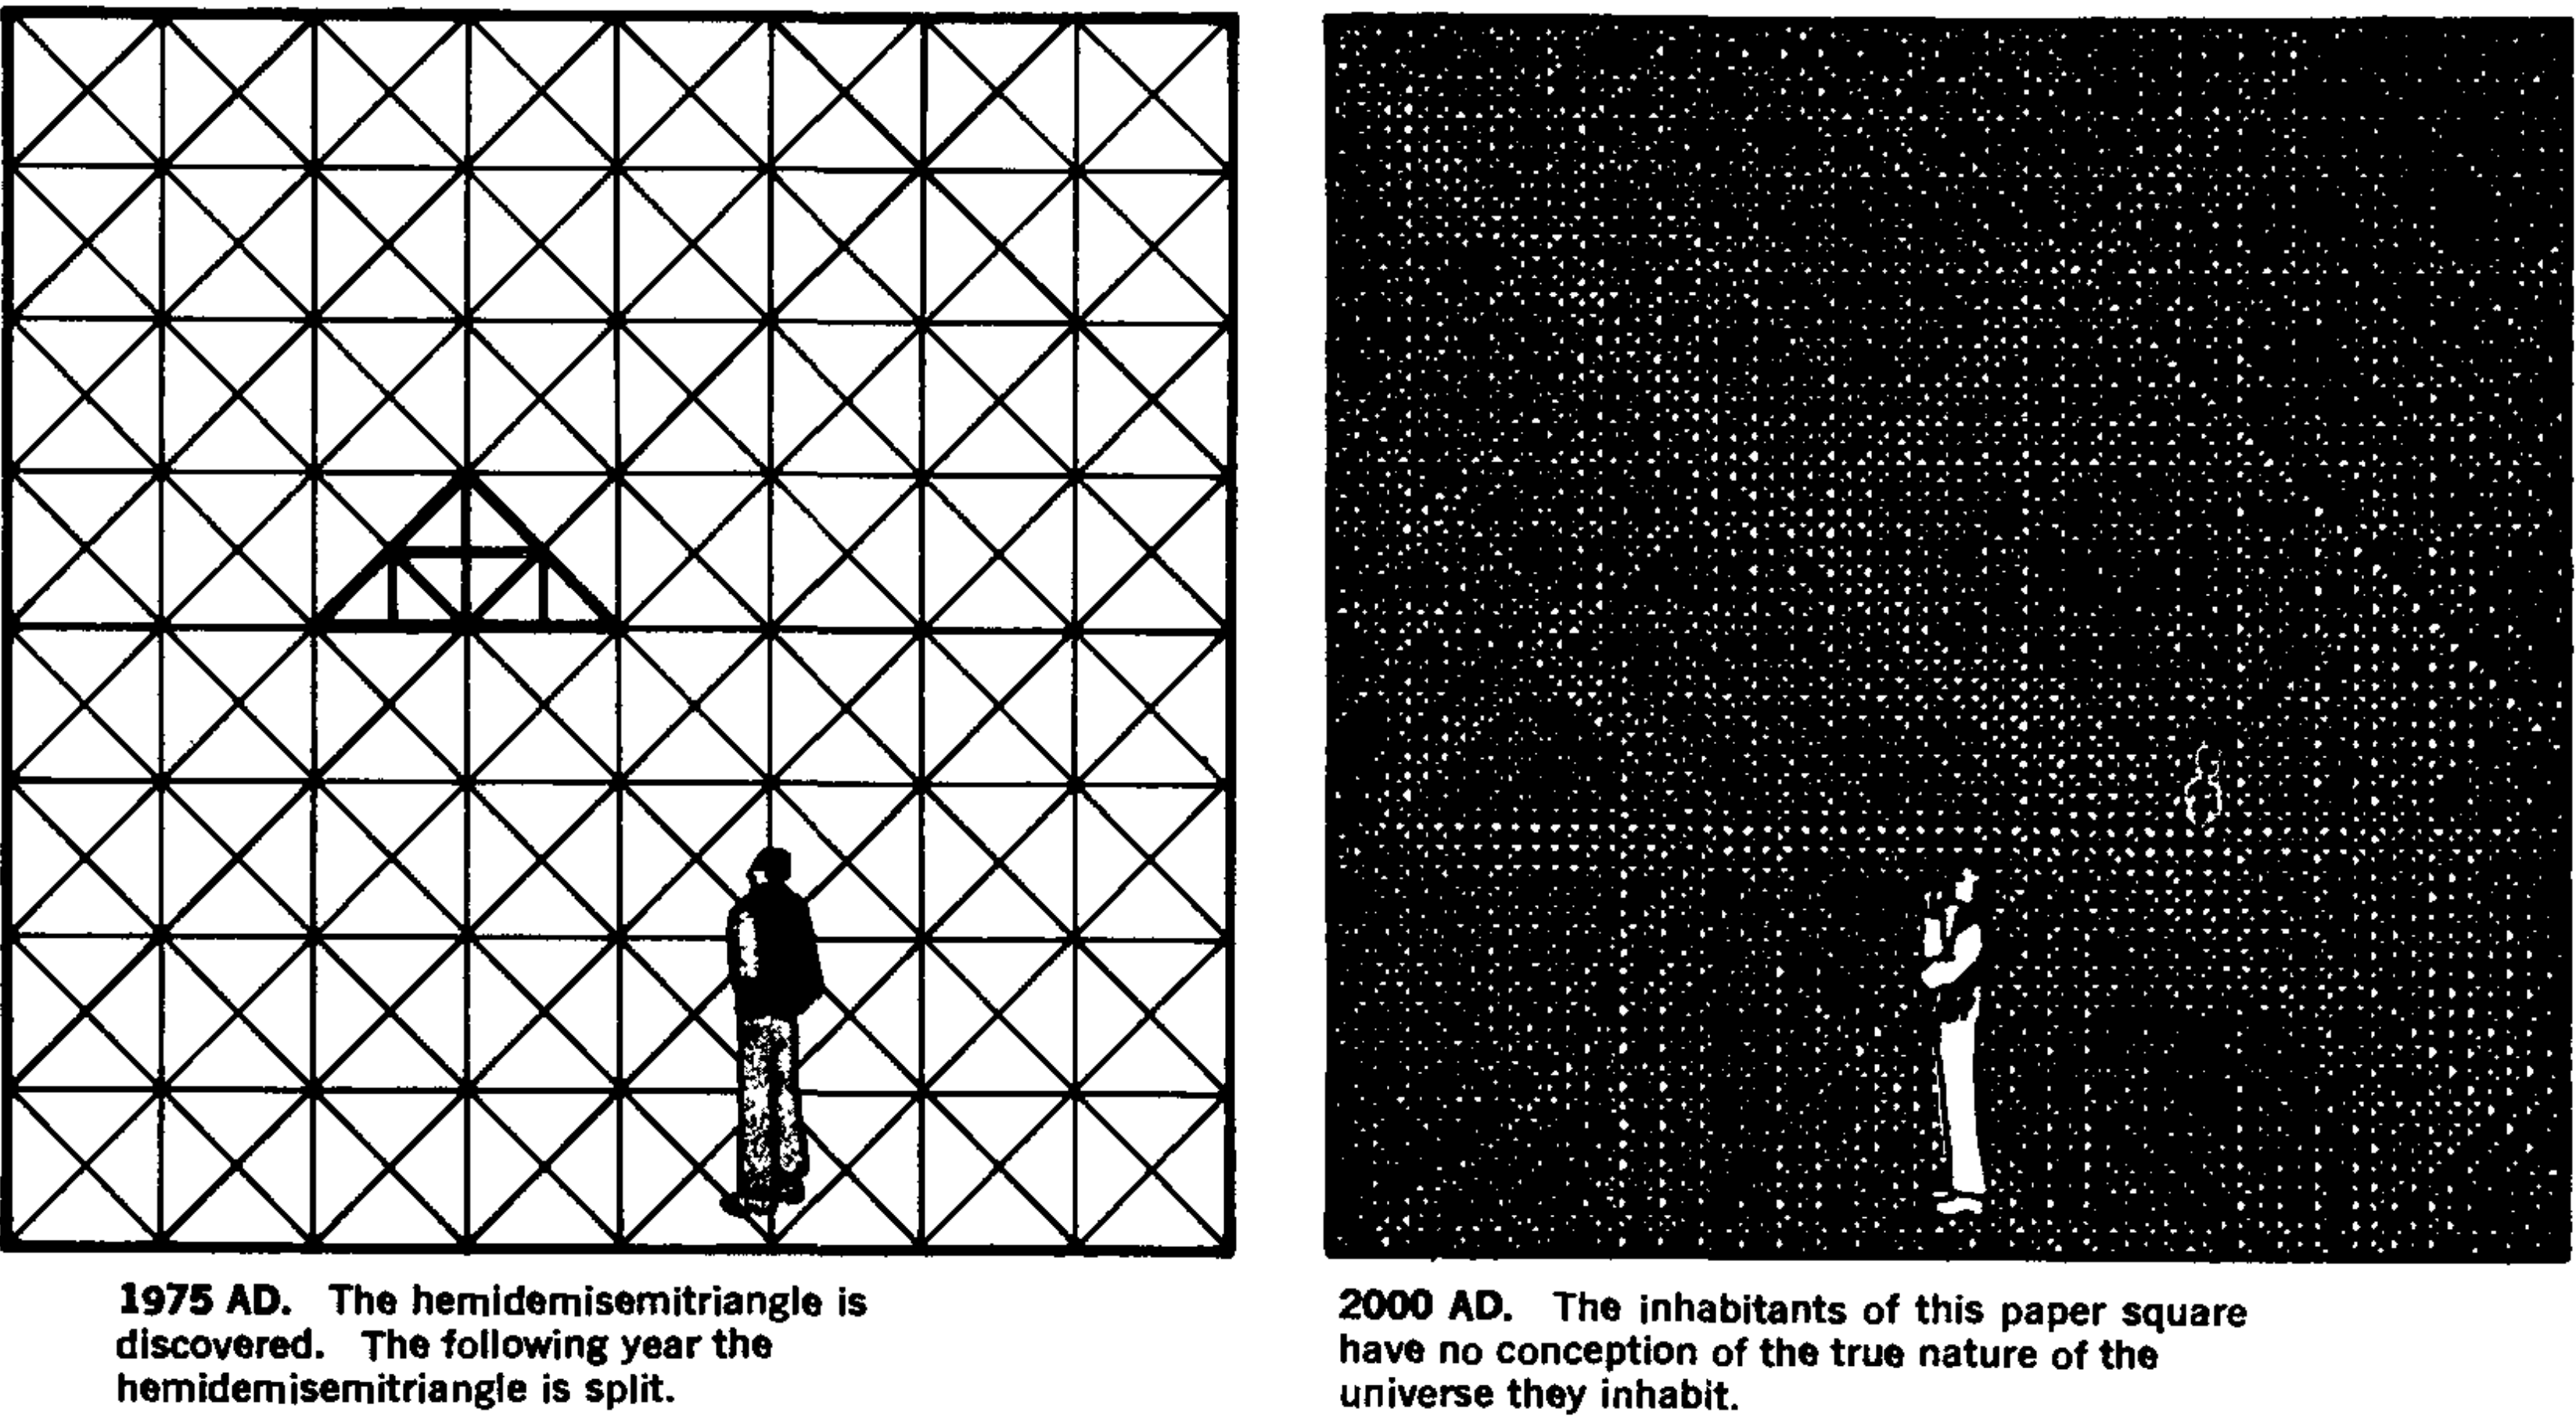 1975 AD. The hemidemisemitriangle is
discovered. The following year the
hemidemisemitriangle is split.
2000 AD. The inhabitants of this paper square
have no conception of the true nature of the
universe they inhabit.